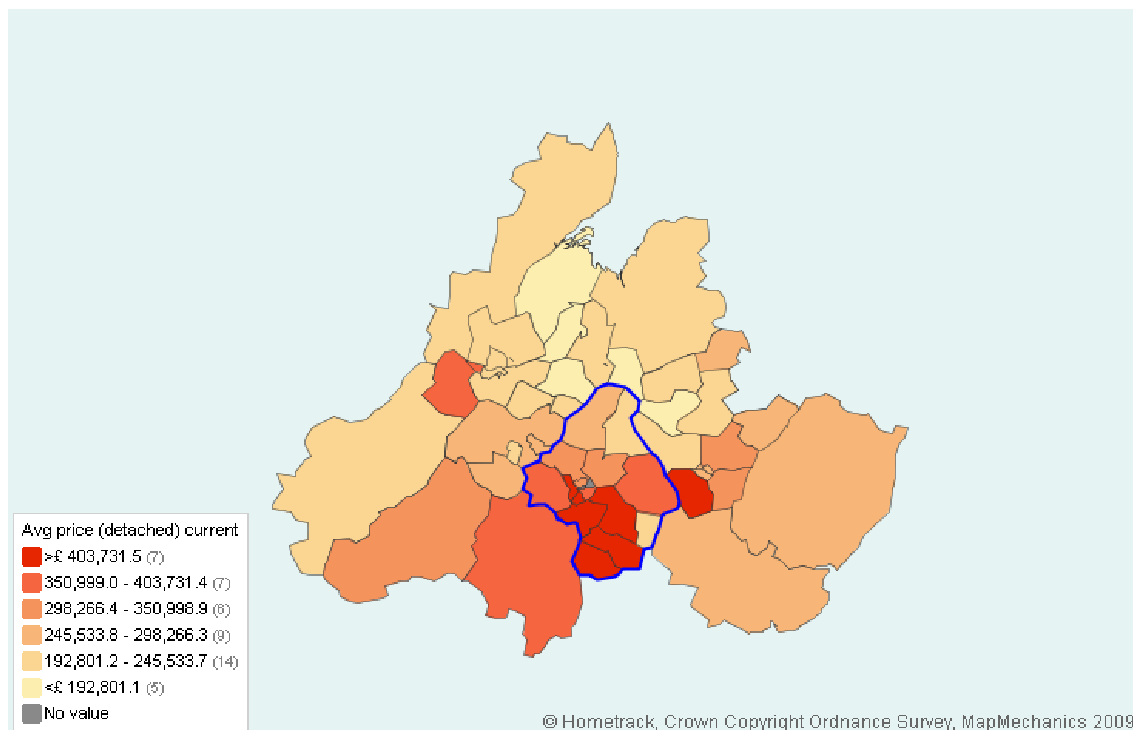 Avg price (detached) current
>£ 403,731.5 (7)
350,999.0 - 403,731.4 (7)
298,266.4 - 350,998.9 (6)
245,533.8 - 298,266.3 (9)
192,801.2 - 245,533.7 (14)
<£ 192,801.1 (5)
No value
© Hometrack, Crown Copyright Ordnance Survey, MapMechanics 2009